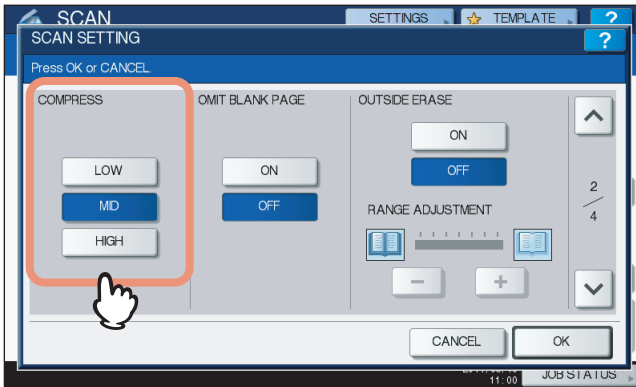 SCAN
SETTINGS
TEMPLATE
?
SCAN SETTING
?
Press OK or CANCEL.
COMPRESS
LOW
MID
HIGH
OMIT BLANK PAGE
ON
OFF
OUTSIDE ERASE
ON
OFF
RANGE ADJUSTMENT
2
4
CANCEL
OK
11:00
JOB STATUS